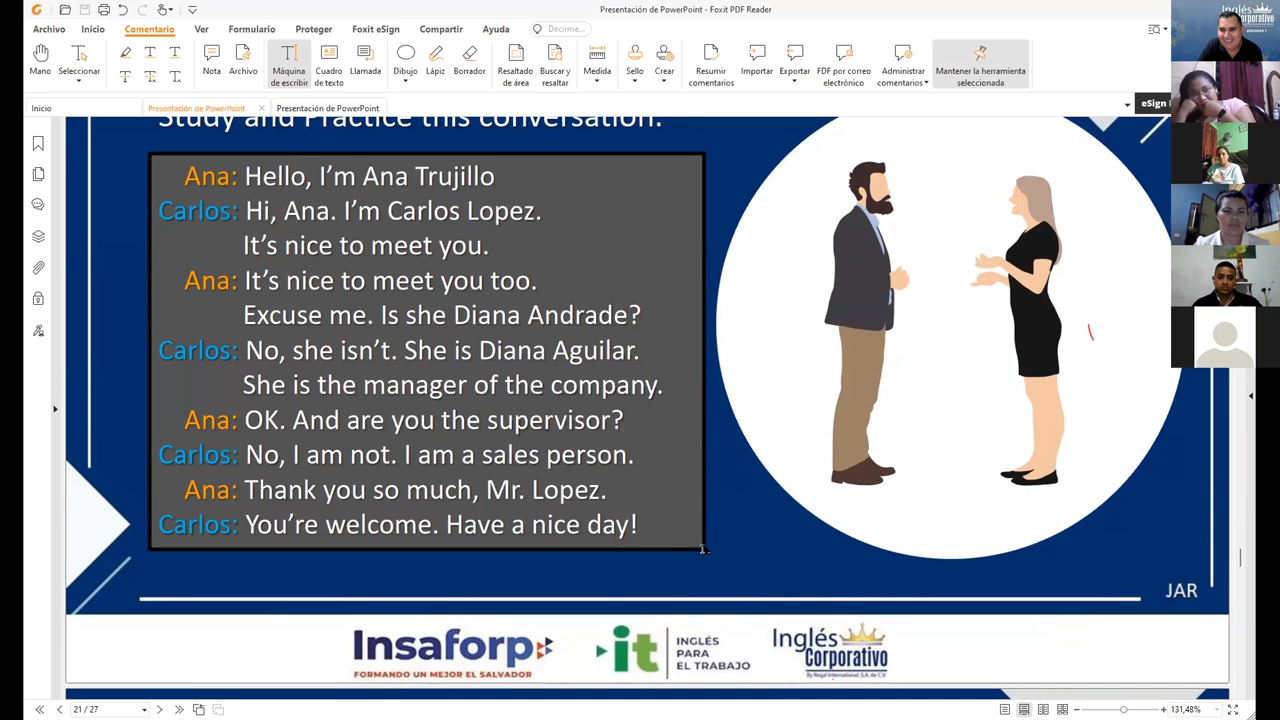 Presentación de PowerPoint - Foxit PDF Reader
Archivo Inicio Comentario Ver Formulario Proteger Foxit eSign Compartir Ayuda Decirme...
Mano Seleccionar Nota Archivo Máquina de escribir Cuadro de texto Llamada Dibujo Lápiz Borrador Resaltado de área Buscar y resaltar Medida Sello Crear Resumir comentarios Importar Exportar FDF por correo electrónico Administrar comentarios Mantener la herramienta seleccionada
Inicio Presentación de PowerPoint Presentación de PowerPoint eSign
Study and Practice this conversation.
Ana: Hello, I'm Ana Trujillo
Carlos: Hi, Ana. I'm Carlos Lopez.
It's nice to meet you.
Ana: It's nice to meet you too.
Excuse me. Is she Diana Andrade?
Carlos: No, she isn't. She is Diana Aguilar.
She is the manager of the company.
Ana: OK. And are you the supervisor?
Carlos: No, I am not. I am a sales person.
Ana: Thank you so much, Mr. Lopez.
Carlos: You're welcome. Have a nice day!
JAR
Insaforp
FORMANDO UN MEJOR EL SALVADOR
it
INGLÉS
PARA
EL TRABAJO
Inglés
Corporativo
By Regal International, S.A. de C.V.
21 / 27
131,48%
Inglés
Corporativo